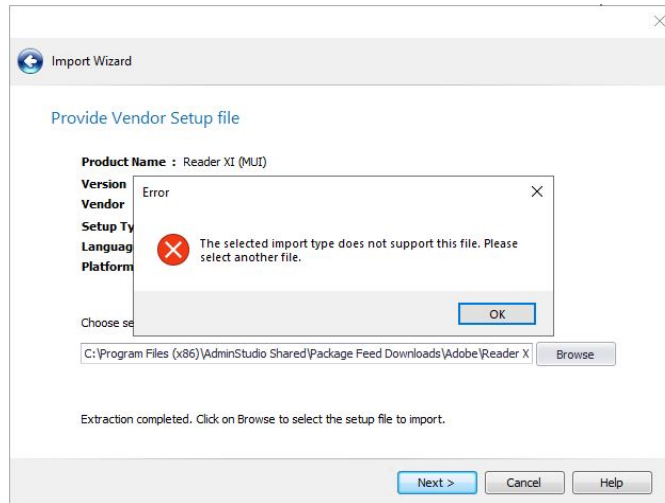 Import Wizard
Provide Vendor Setup file
Product Name : Reader XI (MUI)
Version
Vendor
Setup Ty
Languag
Platform
Error
The selected import type does not support this file. Please
select another file.
OK
Choose se
C:\Program Files (x86)\AdminStudio Shared\Package Feed Downloads\Adobe\Reader X
Browse
Extraction completed. Click on Browse to select the setup file to import.
Next >
Cancel
Help